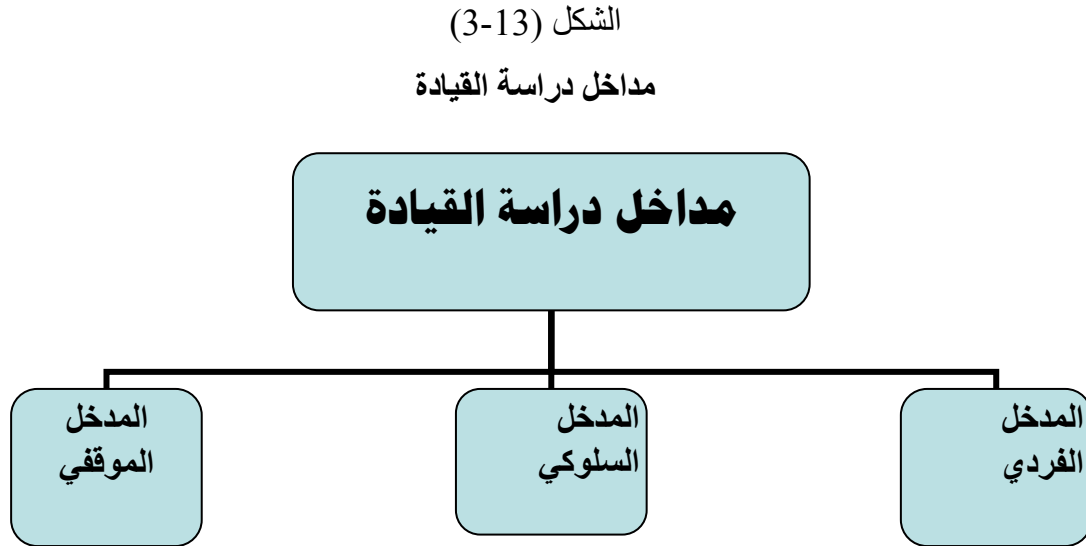 الشكل (13-3)
مداخل دراسة القيادة
مداخل دراسة القيادة
المدخل
الفردي
المدخل
السلوكي
المدخل
الموقفي